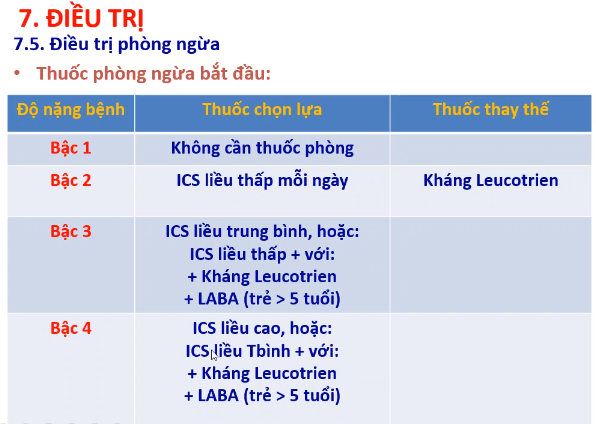 7. ĐIỀU TRỊ
7.5. Điều trị phòng ngừa
• Thuốc phòng ngừa bắt đầu:
Độ nặng bệnh Thuốc chọn lựa Thuốc thay thế
Bậc 1 Không cần thuốc phòng
Bậc 2 ICS liều thấp mỗi ngày Kháng Leucotrien
Bậc 3 ICS liều trung bình, hoặc:
ICS liều thấp + với:
+ Kháng Leucotrien
+ LABA (trẻ > 5 tuổi)
Bậc 4 ICS liều cao, hoặc:
ICS liều Tbình + với:
+ Kháng Leucotrien
+ LABA (trẻ > 5 tuổi)